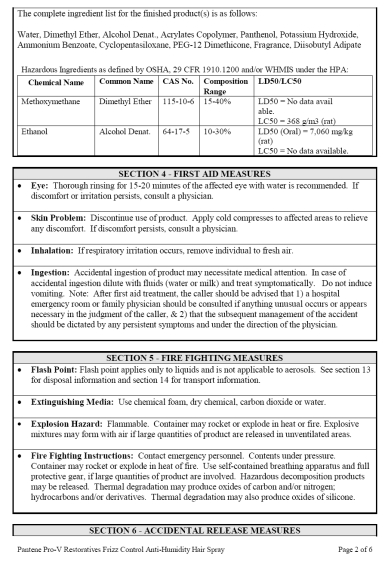 The complete ingredient list for the finished product(s) is as follows:
Water, Dimethyl Ether, Alcohol Denat., Acrylates Copolymer, Panthenol, Potassium Hydroxide,
Ammonium Benzoate, Cyclopentasiloxane, PEG-12 Dimethicone, Fragrance, Diisobutyl Adipate
Hazardous Ingredients as defined by OSHA, 29 CFR 1910.1200 and/or WHMIS under the HPA:
Chemical Name Common Name CAS No. Composition Range LD50/LC50
Methoxymethane Dimethyl Ether 115-10-6 15-40% LD50 = No data avail
able.
LC50 = 368 g/m3 (rat)
Ethanol Alcohol Denat. 64-17-5 10-30% LD50 (Oral) = 7,060 mg/kg
(rat)
LC50 = No data available.
SECTION 4 - FIRST AID MEASURES
• Eye: Thorough rinsing for 15-20 minutes of the affected eye with water is recommended. If
discomfort or irritation persists, consult a physician.
• Skin Problem: Discontinue use of product. Apply cold compresses to affected areas to relieve
any discomfort. If discomfort persists, consult a physician.
• Inhalation: If respiratory irritation occurs, remove individual to fresh air.
• Ingestion: Accidental ingestion of product may necessitate medical attention. In case of
accidental ingestion dilute with fluids (water or milk) and treat symptomatically. Do not induce
vomiting. Note: After first aid treatment, the caller should be advised that 1) a hospital
emergency room or family physician should be consulted if anything unusual occurs or appears
necessary in the judgment of the caller, & 2) that the subsequent management of the accident
should be dictated by any persistent symptoms and under the direction of the physician.
SECTION 5 - FIRE FIGHTING MEASURES
• Flash Point: Flash point applies only to liquids and is not applicable to aerosols. See section 13
for disposal information and section 14 for transport information.
• Extinguishing Media: Use chemical foam, dry chemical, carbon dioxide or water.
• Explosion Hazard: Flammable. Container may rocket or explode in heat or fire. Explosive
mixtures may form with air if large quantities of product are released in unventilated areas.
• Fire Fighting Instructions: Contact emergency personnel. Contents under pressure.
Container may rocket or explode in heat of fire. Use self-contained breathing apparatus and full
protective gear, if large quantities of product are involved. Hazardous decomposition products
may be released. Thermal degradation may produce oxides of carbon and/or nitrogen;
hydrocarbons and/or derivatives. Thermal degradation may also produce oxides of silicone.
SECTION 6 - ACCIDENTAL RELEASE MEASURES
Pantene Pro-V Restoratives Frizz Control Anti-Humidity Hair Spray Page 2 of 6